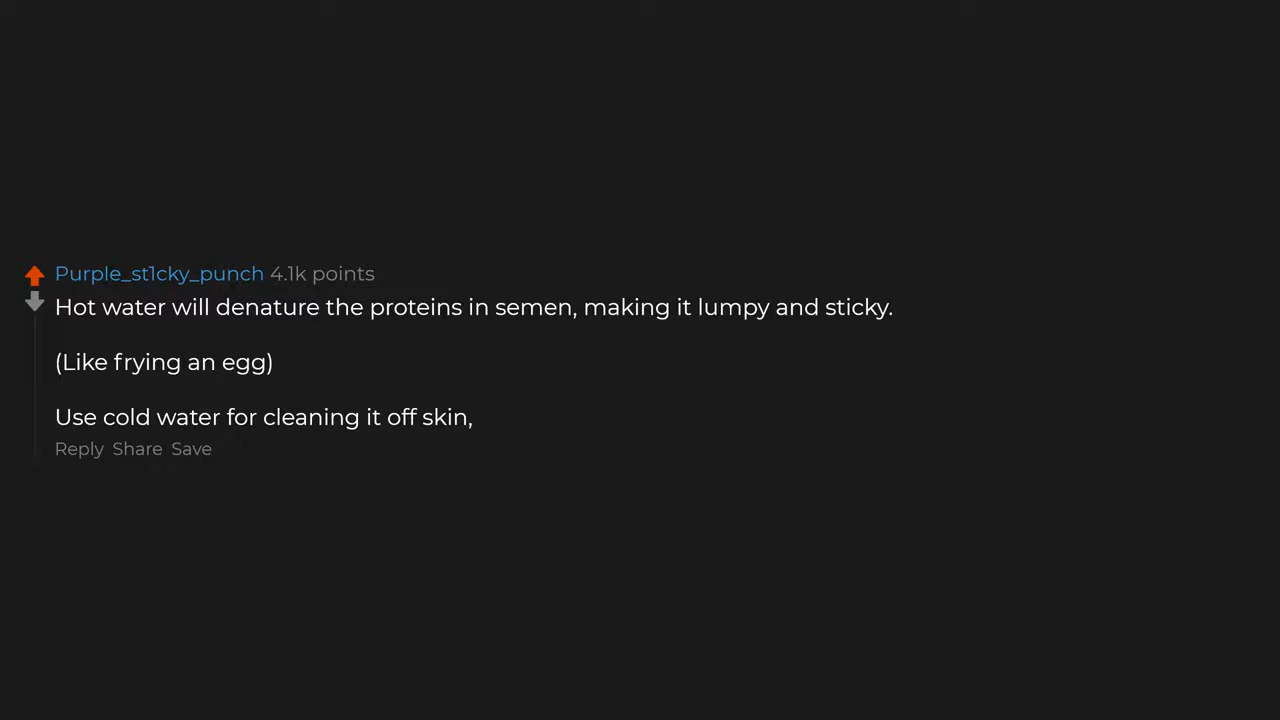 Purple_st1cky_punch 4.1k points
Hot water will denature the proteins in semen, making it lumpy and sticky.
(Like frying an egg)
Use cold water for cleaning it off skin,
Reply Share Save